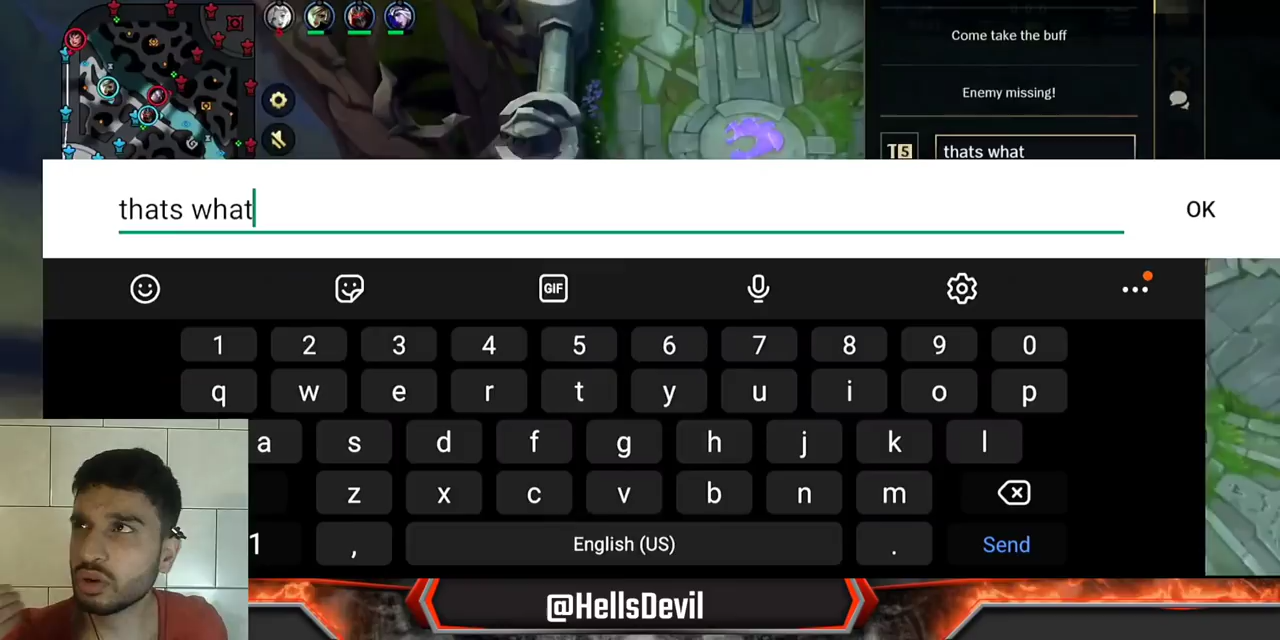 Come take the buff
Enemy missing!
T5 thats what
thats what OK
GIF
1 2 3 4 5 6 7 8 9 0
q w e r t y u i o p
a s d f g h j k l
z x c v b n m
1 , English (US) . Send
@HellsDevil